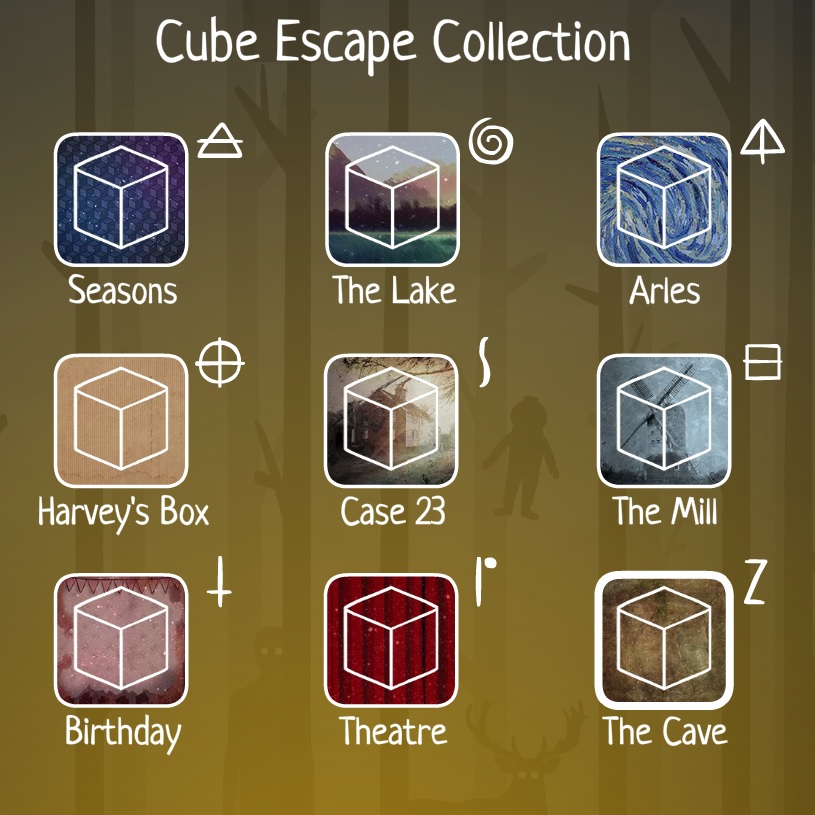 Cube Escape Collection
Seasons
The Lake
Arles
Harvey's Box
Case 23
The Mill
Birthday
Theatre
The Cave